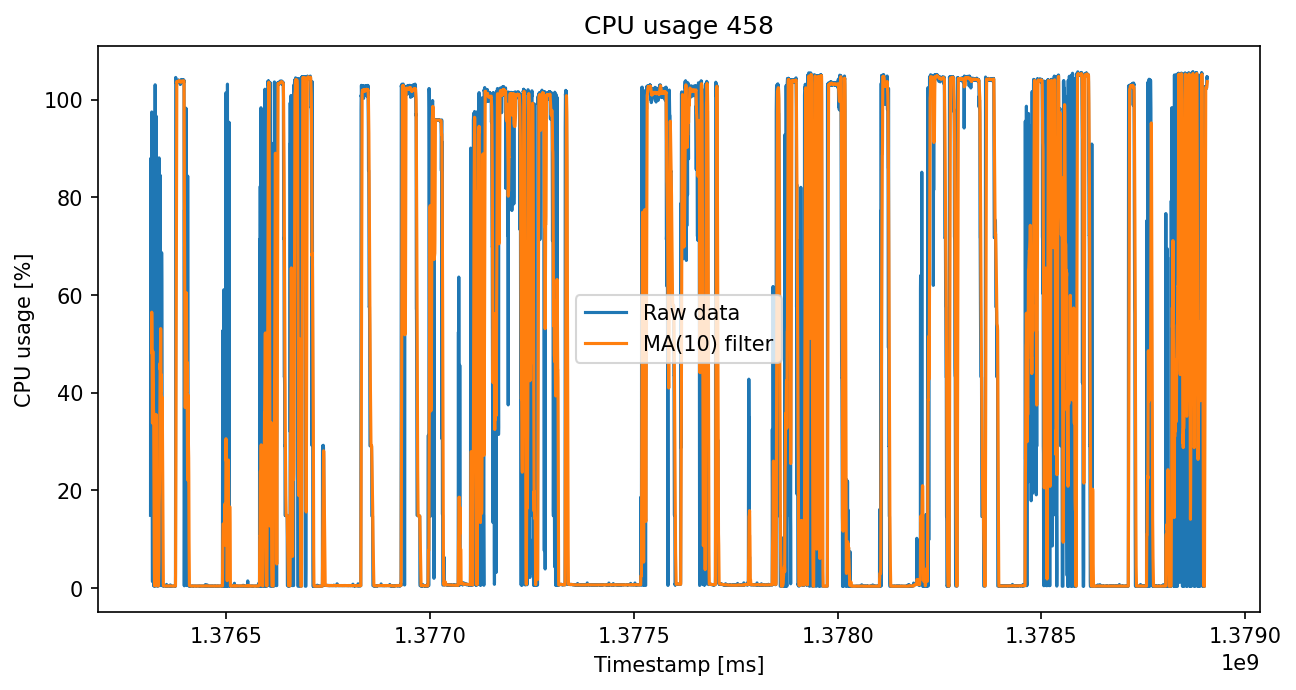 CPU usage 458
CPU usage [%]
100
80
60
40
20
0
Raw data
MA(10) filter
1.3765 1.3770 1.3775 1.3780 1.3785 1.3790
1e9
Timestamp [ms]